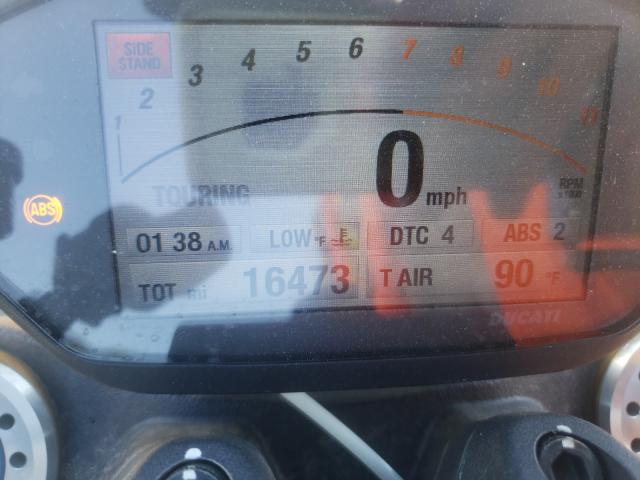 SIDE
STAND
1 2 3 4 5 6 7 8 9 10 11
TOURING
0 mph
RPM
x1000
ABS
01 38 A.M. LOW °F DTC 4 ABS 2
TOT mi 16473 T AIR 90 °F
DUCATI